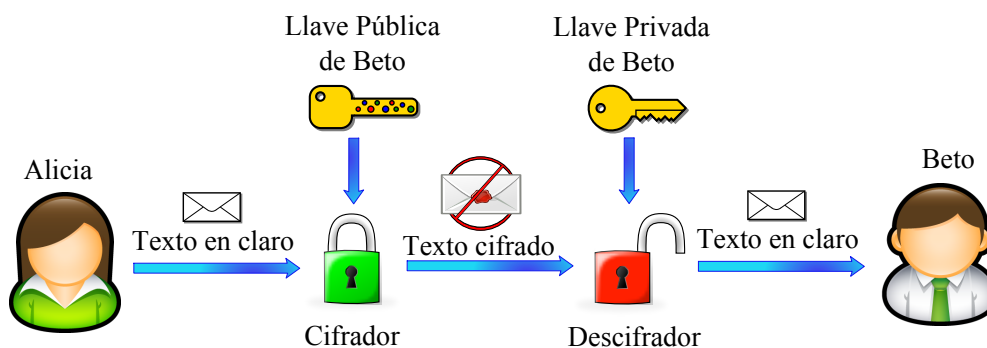 Llave Pública
de Beto
Llave Privada
de Beto
Alicia
Beto
Texto en claro
Texto cifrado
Texto en claro
Cifrador
Descifrador